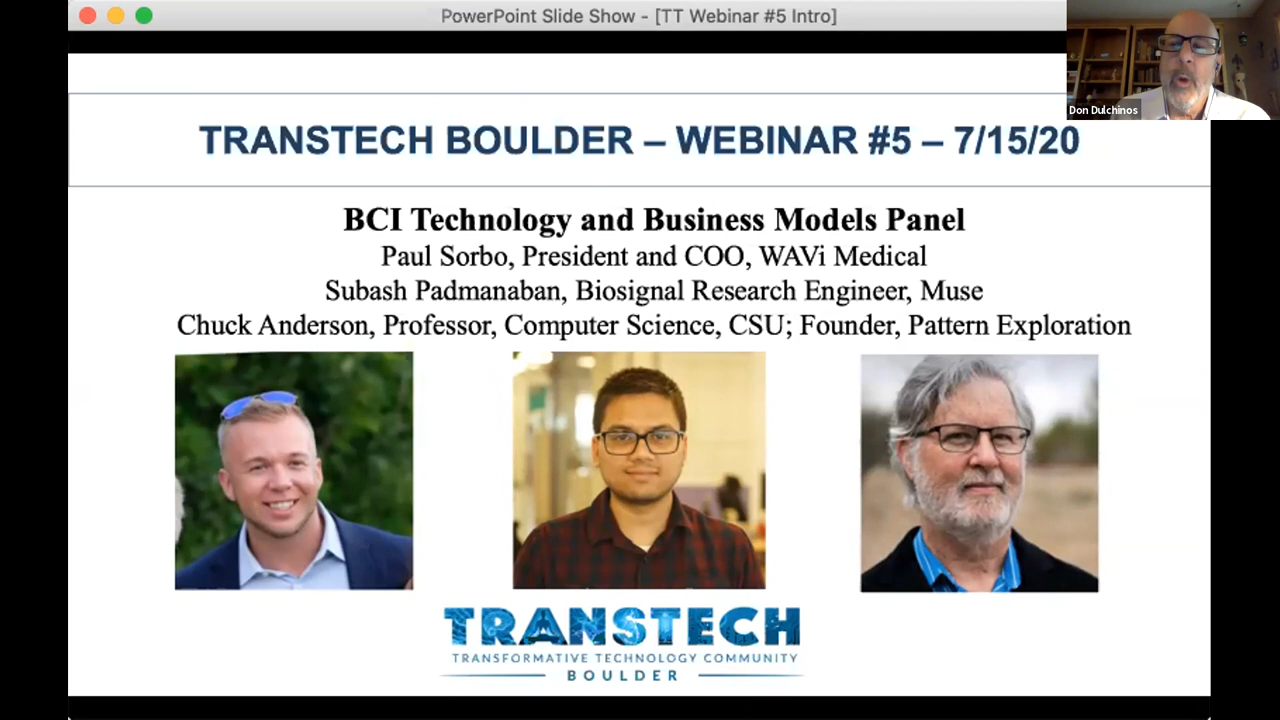 PowerPoint Slide Show - [TT Webinar #5 Intro]
Don Dulchinos
TRANSTECH BOULDER – WEBINAR #5 – 7/15/20
BCI Technology and Business Models Panel
Paul Sorbo, President and COO, WAVi Medical
Subash Padmanaban, Biosignal Research Engineer, Muse
Chuck Anderson, Professor, Computer Science, CSU; Founder, Pattern Exploration
TRANSTECH
TRANSFORMATIVE TECHNOLOGY COMMUNITY
BOULDER